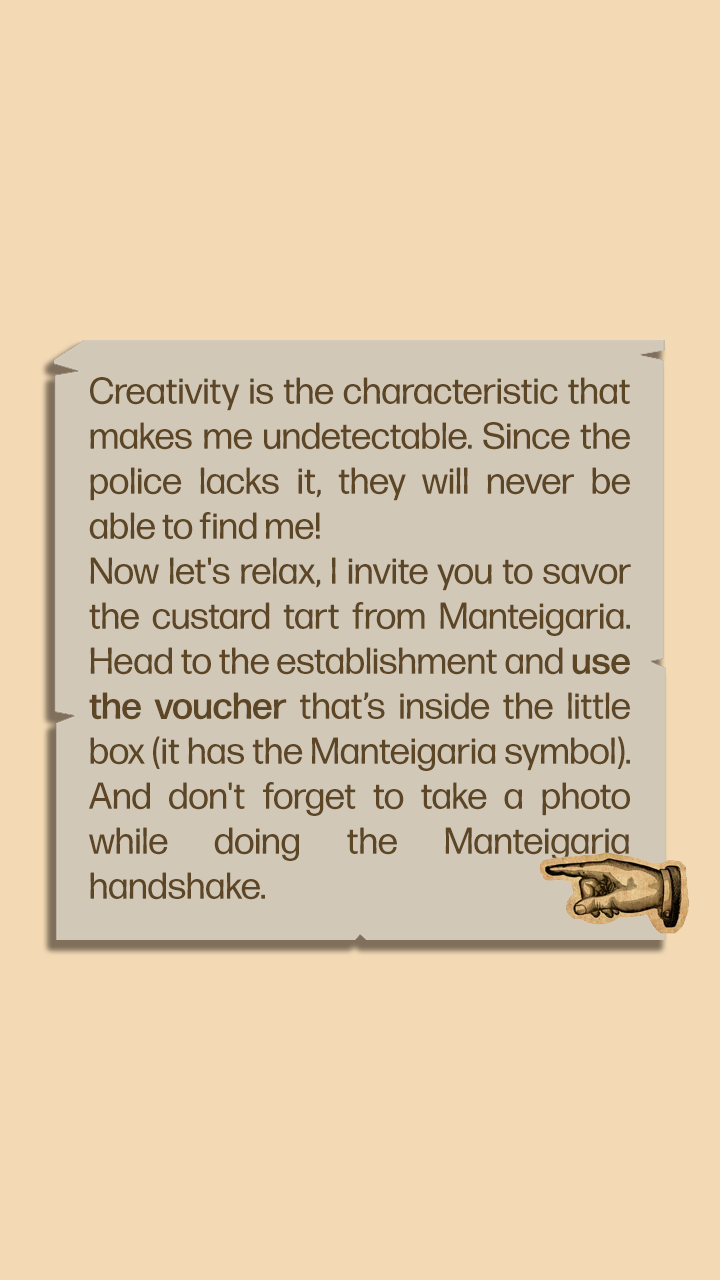 Creativity is the characteristic that
makes me undetectable. Since the
police lacks it, they will never be
able to find me!
Now let's relax, I invite you to savor
the custard tart from Manteigaria.
Head to the establishment and use
the voucher that’s inside the little
box (it has the Manteigaria symbol).
And don't forget to take a photo
while doing the Manteigaria
handshake.